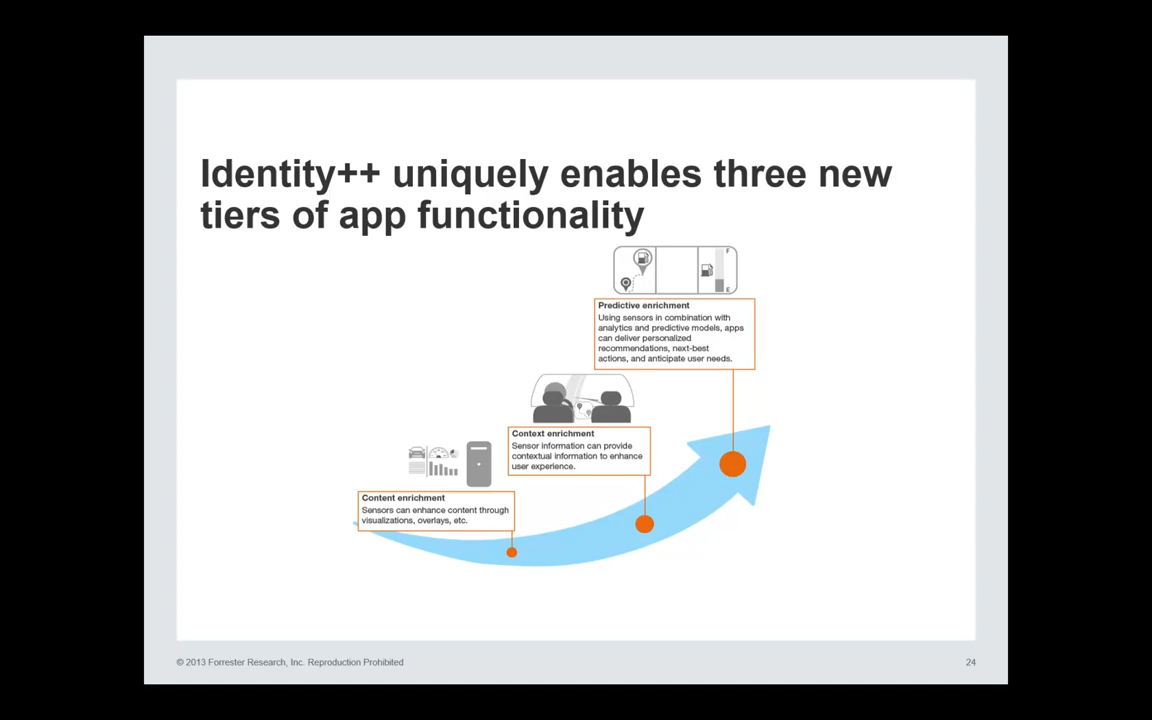 Identity++ uniquely enables three new
tiers of app functionality
F
E
Predictive enrichment
Using sensors in combination with
analytics and predictive models, apps
can deliver personalized
recommendations, next-best
actions, and anticipate user needs.
Context enrichment
Sensor information can provide
contextual information to enhance
user experience.
Content enrichment
Sensors can enhance content through
visualizations, overlays, etc.
© 2013 Forrester Research, Inc. Reproduction Prohibited
24